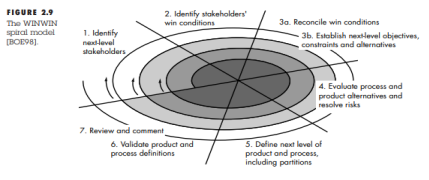 FIGURE 2.9
The WINWIN
spiral model
[BOE98].
2. Identify stakeholders'
win conditions
1. Identify
next-level
stakeholders
3a. Reconcile win conditions
3b. Establish next-level objectives,
constraints and alternatives
4. Evaluate process and
product alternatives and
resolve risks
7. Review and comment
6. Validate product and
process definitions
5. Define next level of
product and process,
including partitions